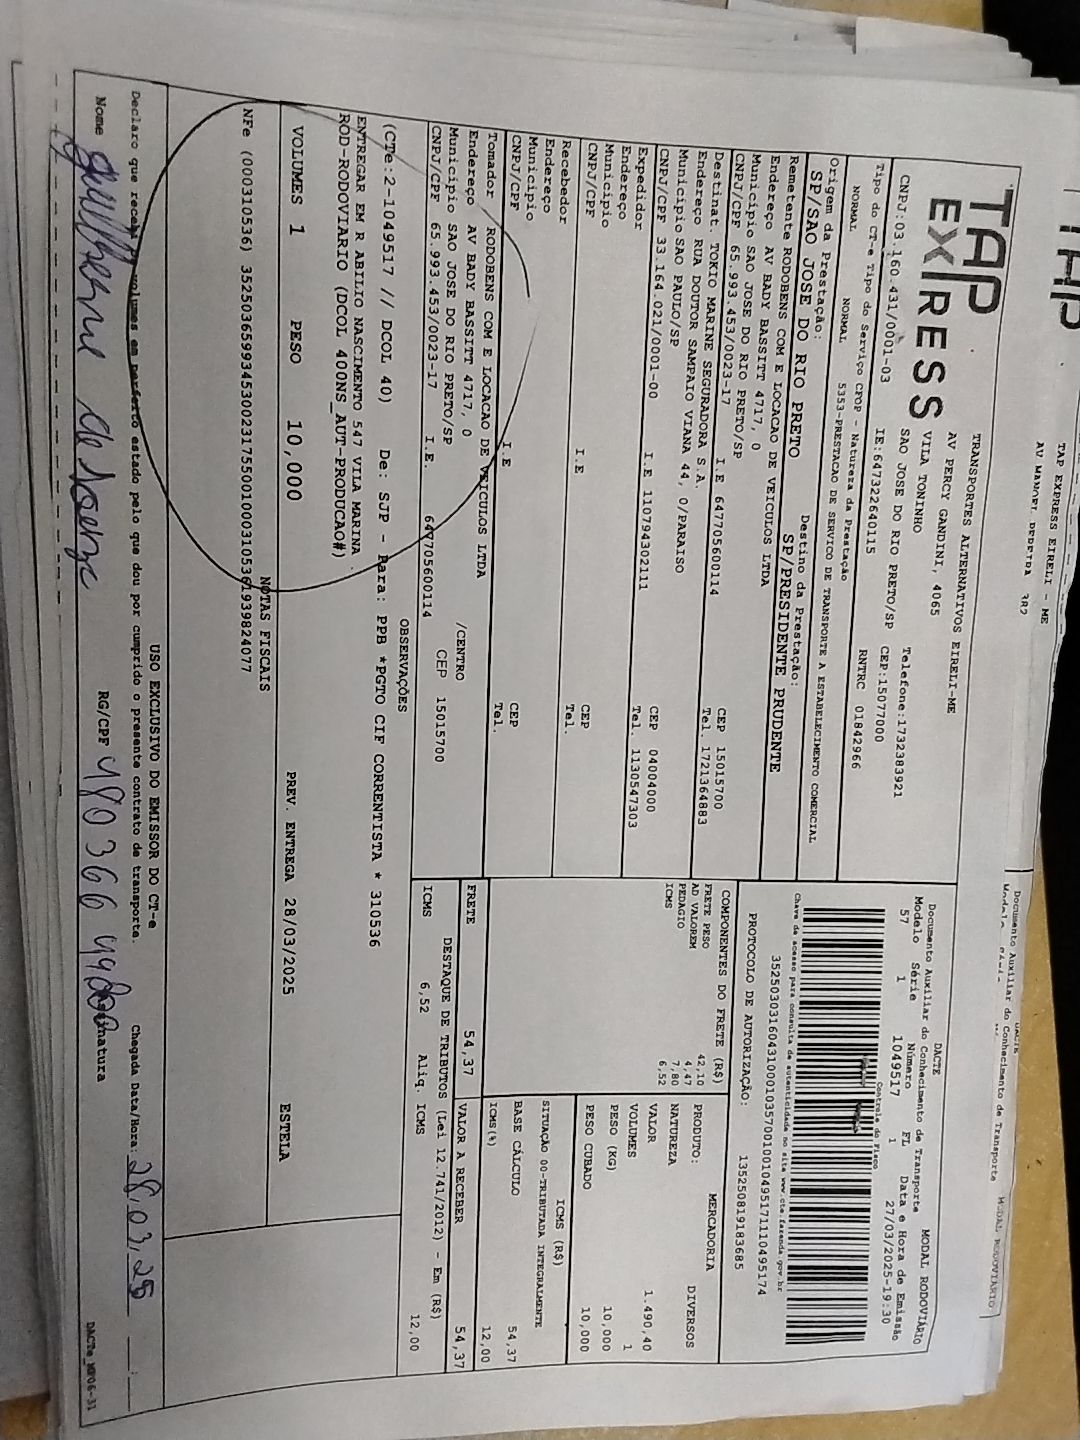 TAP
TAP EXPRESS EIRELI - ME
DACTE
Documento Auxiliar do Conhecimento de Transporte
MODAL RODOVIÁRIO
TAP EXPRESS
TRANSPORTES ALTERNATIVOS EIRELI-ME
AV PERCY GANDINI, 4065
VILA TONINHO
SAO JOSE DO RIO PRETO/SP
Telefone:1732383921
CEP:15077000
CNPJ:03.160.431/0001-03
IE:647322640115
RNTRC 01842966
DACTE
MODAL RODOVIÁRIO
Documento Auxiliar do Conhecimento de Transporte
Modelo Série Número FL Data e Hora de Emissão
57 1 1049517 1 27/03/2025-19:30
Controle do Fisco
Tipo do CT-e Tipo do Serviço CFOP - Natureza da Prestação
NORMAL NORMAL 5353-PRESTACAO DE SERVICO DE TRANSPORTE A ESTABELECIMENTO COMERCIAL
Chave de acesso para consulta de autenticidade no site www.cte.fazenda.gov.br
PROTOCOLO DE AUTORIZAÇÃO: 135250819183685
Origem da Prestação: Destino da Prestação:
SP/SAO JOSE DO RIO PRETO SP/PRESIDENTE PRUDENTE
Remetente RODOBENS COM E LOCACAO DE VEICULOS LTDA
Endereço AV BADY BASSITT 4717, 0
Município SAO JOSE DO RIO PRETO/SP CEP 15015700
CNPJ/CPF 65.993.453/0023-17 I.E 647705600114 Tel. 1721364883
Destinat. TOKIO MARINE SEGURADORA S.A.
Endereço RUA DOUTOR SAMPAIO VIANA 44, 0/PARAISO
Município SAO PAULO/SP CEP 04004000
CNPJ/CPF 33.164.021/0001-00 I.E 110794302111 Tel. 1130547303
Expedidor
Endereço
Município CEP
CNPJ/CPF I.E Tel.
Recebedor
Endereço
Município CEP
CNPJ/CPF I.E Tel.
Tomador RODOBENS COM E LOCACAO DE VEICULOS LTDA
Endereço AV BADY BASSITT 4717, 0 /CENTRO
Município SAO JOSE DO RIO PRETO/SP CEP 15015700
CNPJ/CPF 65.993.453/0023-17 I.E. 647705600114
COMPONENTES DO FRETE (R$)
FRETE PESO 42,10
AD VALOREM 4,47
PEDAGIO 7,80
ICMS 6,52
PRODUTO: MERCADORIA
NATUREZA DIVERSOS
VALOR 1.490,40
VOLUMES 1
PESO (KG) 10,000
PESO CUBADO 10,000
ICMS (R$)
SITUAÇÃO 00-TRIBUTADA INTEGRALMENTE
BASE CÁLCULO 54,37
ICMS(%) 12,00
FRETE 54,37 VALOR A RECEBER 54,37
DESTAQUE DE TRIBUTOS (Lei 12.741/2012) - Em (R$)
ICMS 6,52 Aliq. ICMS 12,00
OBSERVAÇÕES
(CTe:2-1049517 // DCOL 40) De: SJP - Para: PPB *PGTO CIF CORRENTISTA * 310536
ENTREGAR EM R ABILIO NASCIMENTO 547 VILA MARINA
ROD-RODOVIARIO (DCOL 400NS_AUT-PRODUCAO#)
VOLUMES 1 PESO 10,000 PREV. ENTREGA 28/03/2025 ESTELA
NOTAS FISCAIS
NFe (000310536)
USO EXCLUSIVO DO EMISSOR DO CT-e
Declaro que recebi volumes em perfeito estado pelo que dou por cumprido o presente contrato de transporte. Chegada Data/Hora: 28,03,25
Nome Guilherme de Souza RG/CPF 480 366
DACTe_MP06-31